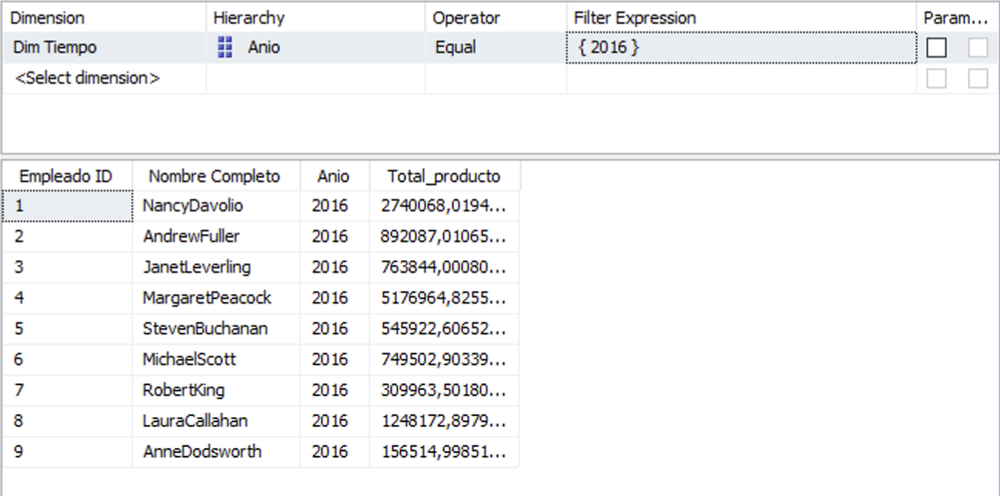 Dimension Hierarchy Operator Filter Expression Param...
Dim Tiempo Anio Equal { 2016 }
<Select dimension>
Empleado ID Nombre Completo Anio Total_producto
1 NancyDavolio 2016 2740068,0194...
2 AndrewFuller 2016 892087,01065...
3 JanetLeverling 2016 763844,00080...
4 MargaretPeacock 2016 5176964,8255...
5 StevenBuchanan 2016 545922,60652...
6 MichaelScott 2016 749502,90339...
7 RobertKing 2016 309963,50180...
8 LauraCallahan 2016 1248172,8979...
9 AnneDodsworth 2016 156514,99851...